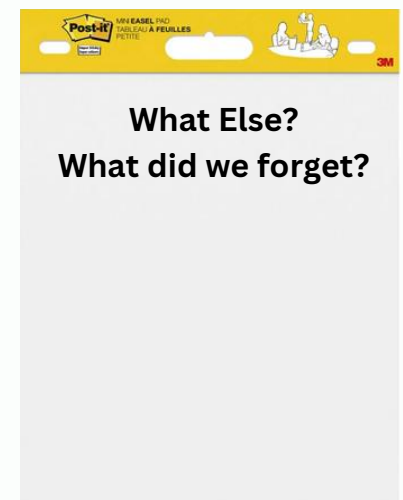 Post-it
MINI EASEL PAD
TABLEAU À FEUILLES
PETITE
3M
What Else?
What did we forget?